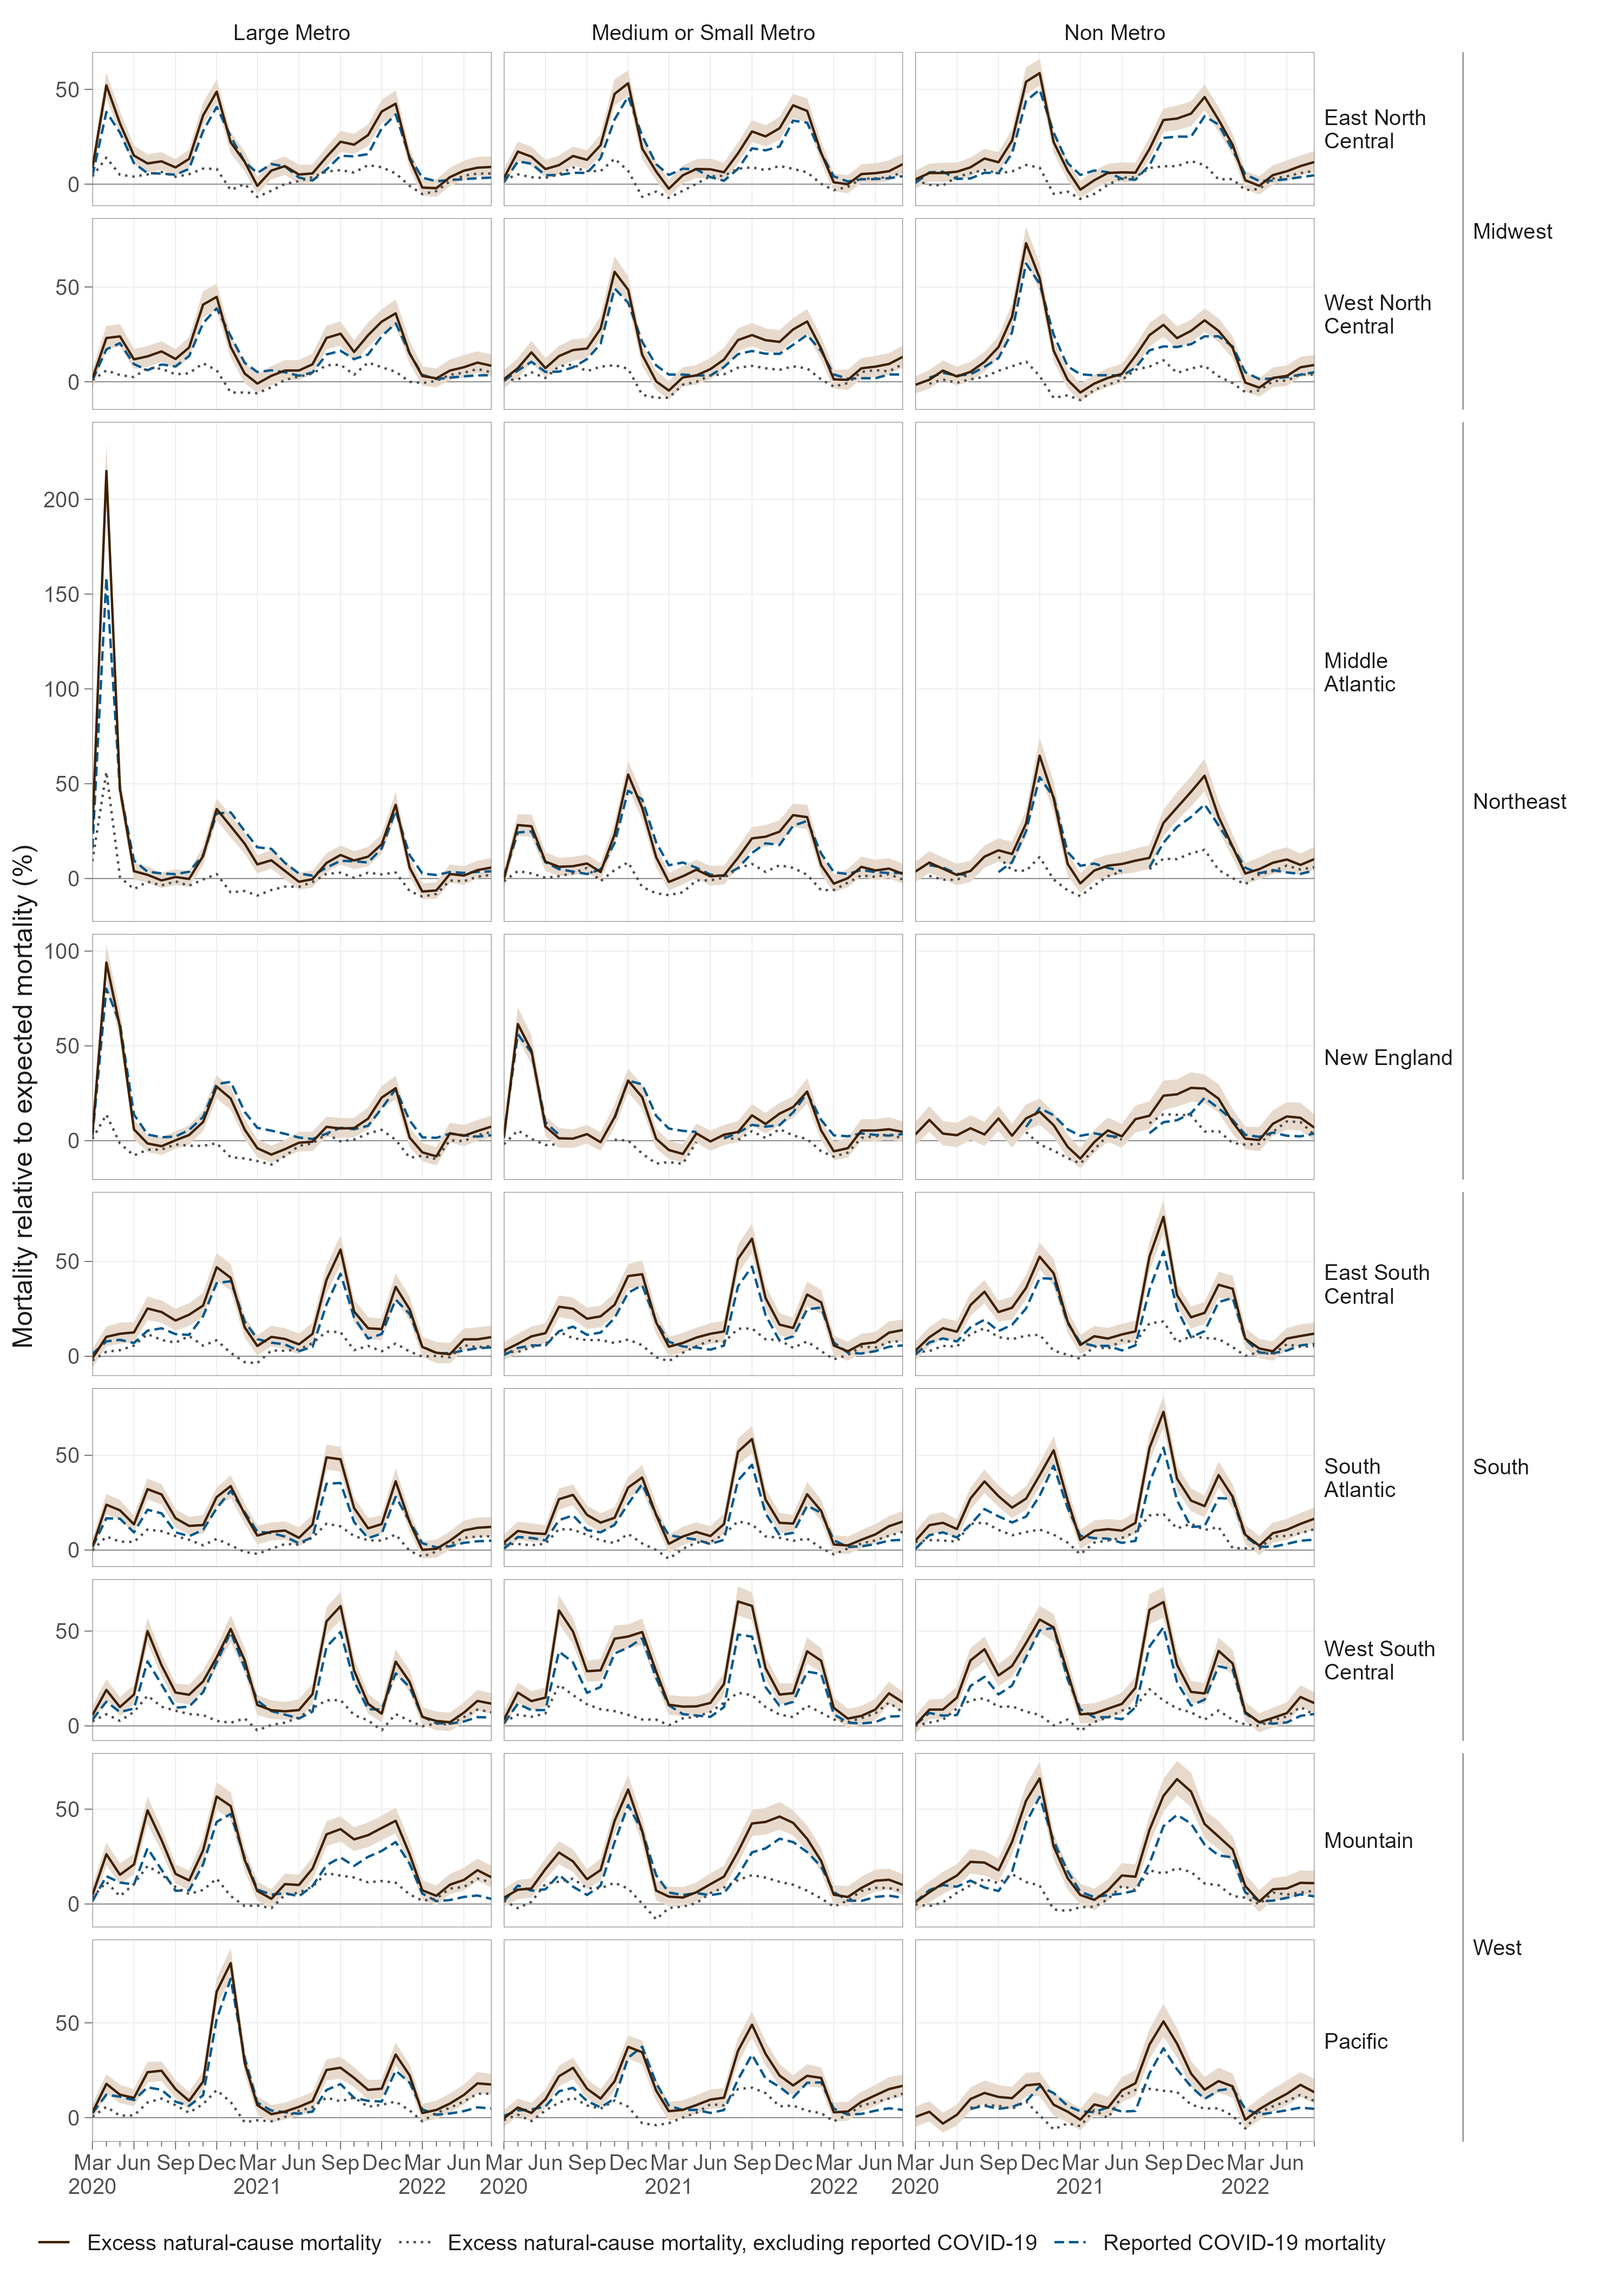 Large Metro
Medium or Small Metro
Non Metro
50
0
East North
Central
50
0
West North
Central
Midwest
200
150
100
50
0
Middle
Atlantic
100
50
0
New England
Northeast
50
0
East South
Central
50
0
South
Atlantic
50
0
West South
Central
South
50
0
Mountain
50
0
Pacific
West
Mortality relative to expected mortality (%)
Mar Jun Sep Dec Mar Jun Sep Dec Mar Jun
2020 2021 2022
Mar Jun Sep Dec Mar Jun Sep Dec Mar Jun
2020 2021 2022
Mar Jun Sep Dec Mar Jun Sep Dec Mar Jun
2020 2021 2022
Excess natural-cause mortality
Excess natural-cause mortality, excluding reported COVID-19
Reported COVID-19 mortality